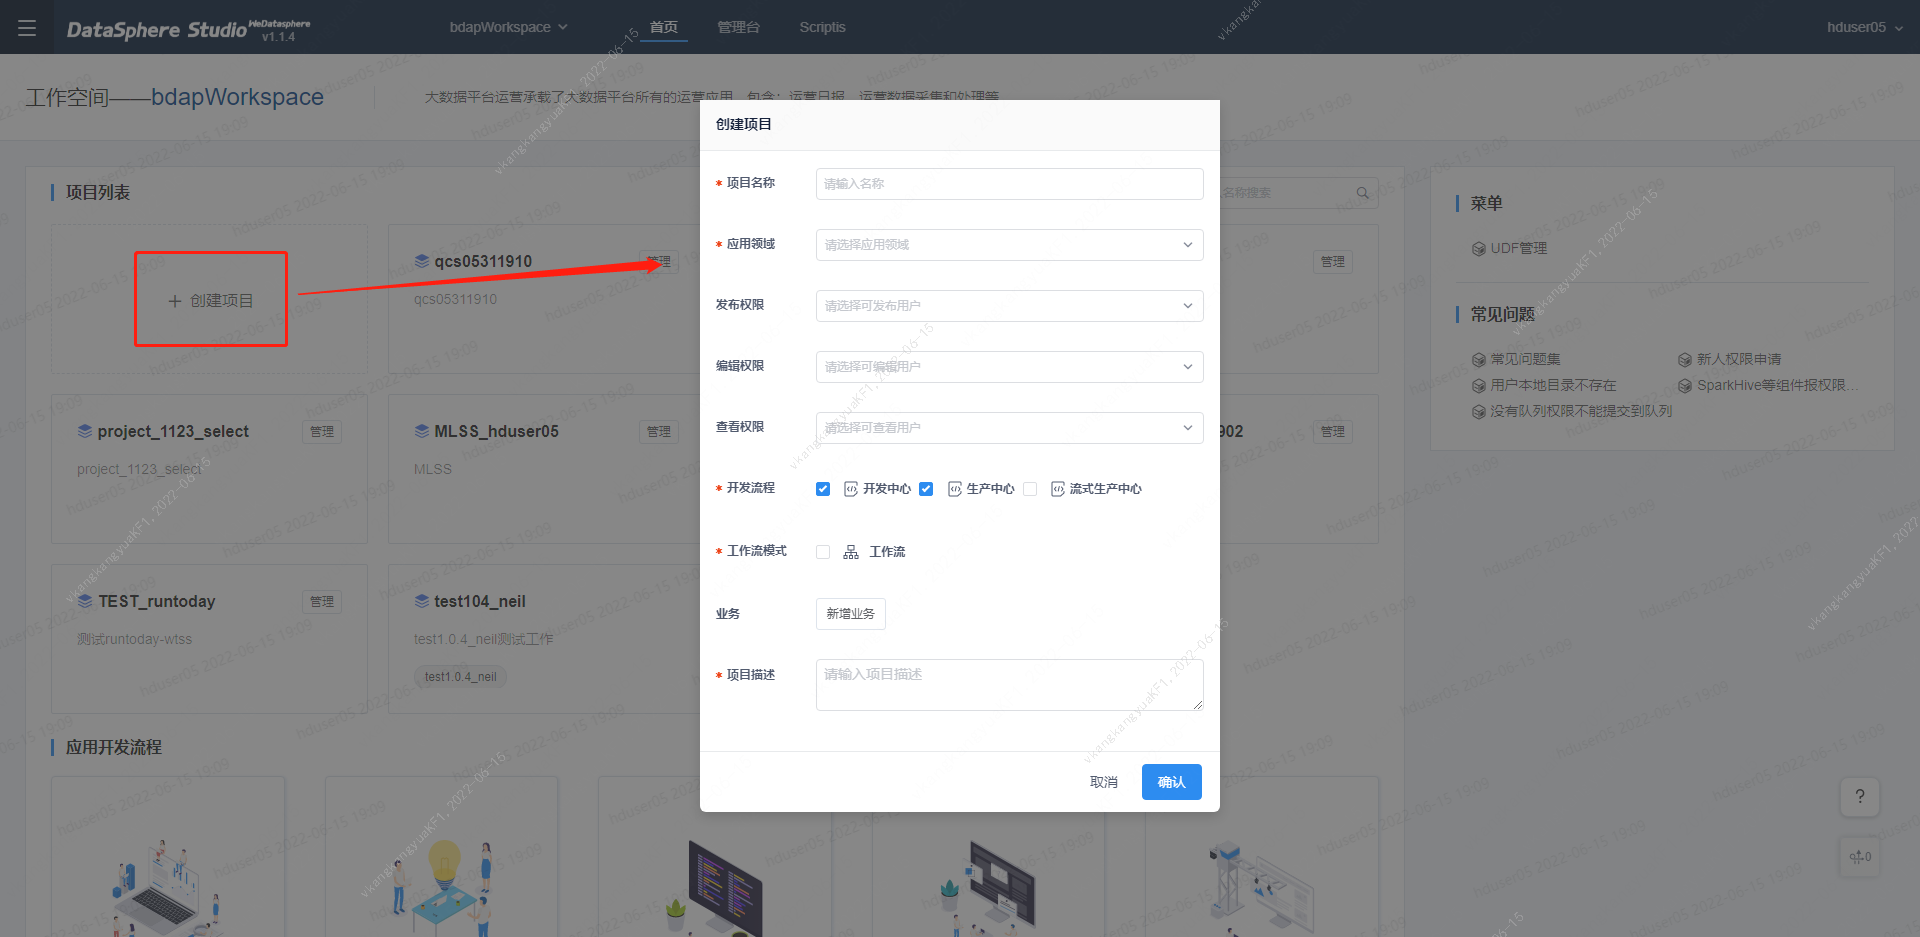 DataSphere Studio WeDatasphere v1.1.4
bdapWorkspace
首页
管理台
Scriptis
hduser05
工作空间——bdapWorkspace
大数据平台运营承载了大数据平台所有的运营应用，包含：运营日报、运营数据采集和处理等
项目列表
名称搜索
+ 创建项目
qcs05311910
管理
qcs05311910
管理
project_1123_select
管理
project_1123_select
MLSS_hduser05
管理
MLSS
902
管理
TEST_runtoday
管理
测试runtoday-wtss
test104_neil
test1.0.4_neil测试工作
test1.0.4_neil
应用开发流程
创建项目
* 项目名称
请输入名称
* 应用领域
请选择应用领域
发布权限
请选择可发布用户
编辑权限
请选择可编辑用户
查看权限
请选择可查看用户
* 开发流程
开发中心
生产中心
流式生产中心
* 工作流模式
工作流
业务
新增业务
* 项目描述
请输入项目描述
取消
确认
菜单
UDF管理
常见问题
常见问题集
新人权限申请
用户本地目录不存在
SparkHive等组件报权限...
没有队列权限不能提交到队列
?
0
hduser05 2022-06-15 19:09
vkangkangyuaKF1, 2022-06-15